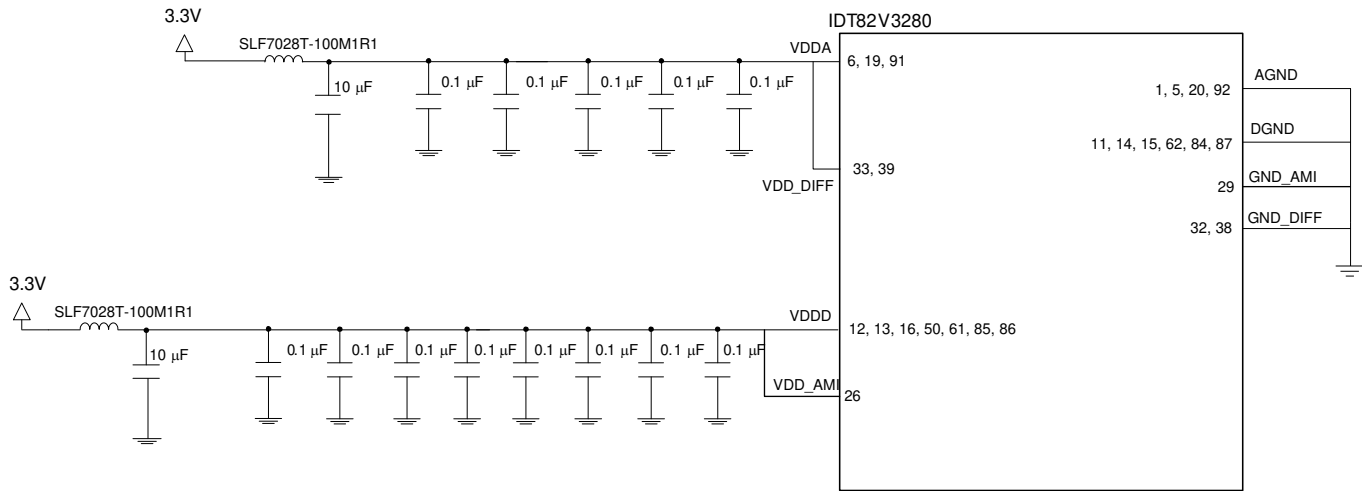 3.3V
IDT82V3280
SLF7028T-100M1R1
VDDA
6, 19, 91
10 μF
0.1 μF
0.1 μF
0.1 μF
0.1 μF
0.1 μF
AGND
1, 5, 20, 92
DGND
11, 14, 15, 62, 84, 87
33, 39
VDD_DIFF
GND_AMI
29
GND_DIFF
32, 38
3.3V
SLF7028T-100M1R1
VDDD
12, 13, 16, 50, 61, 85, 86
10 μF
0.1 μF
0.1 μF
0.1 μF
0.1 μF
0.1 μF
0.1 μF
0.1 μF
0.1 μF
VDD_AMI
26